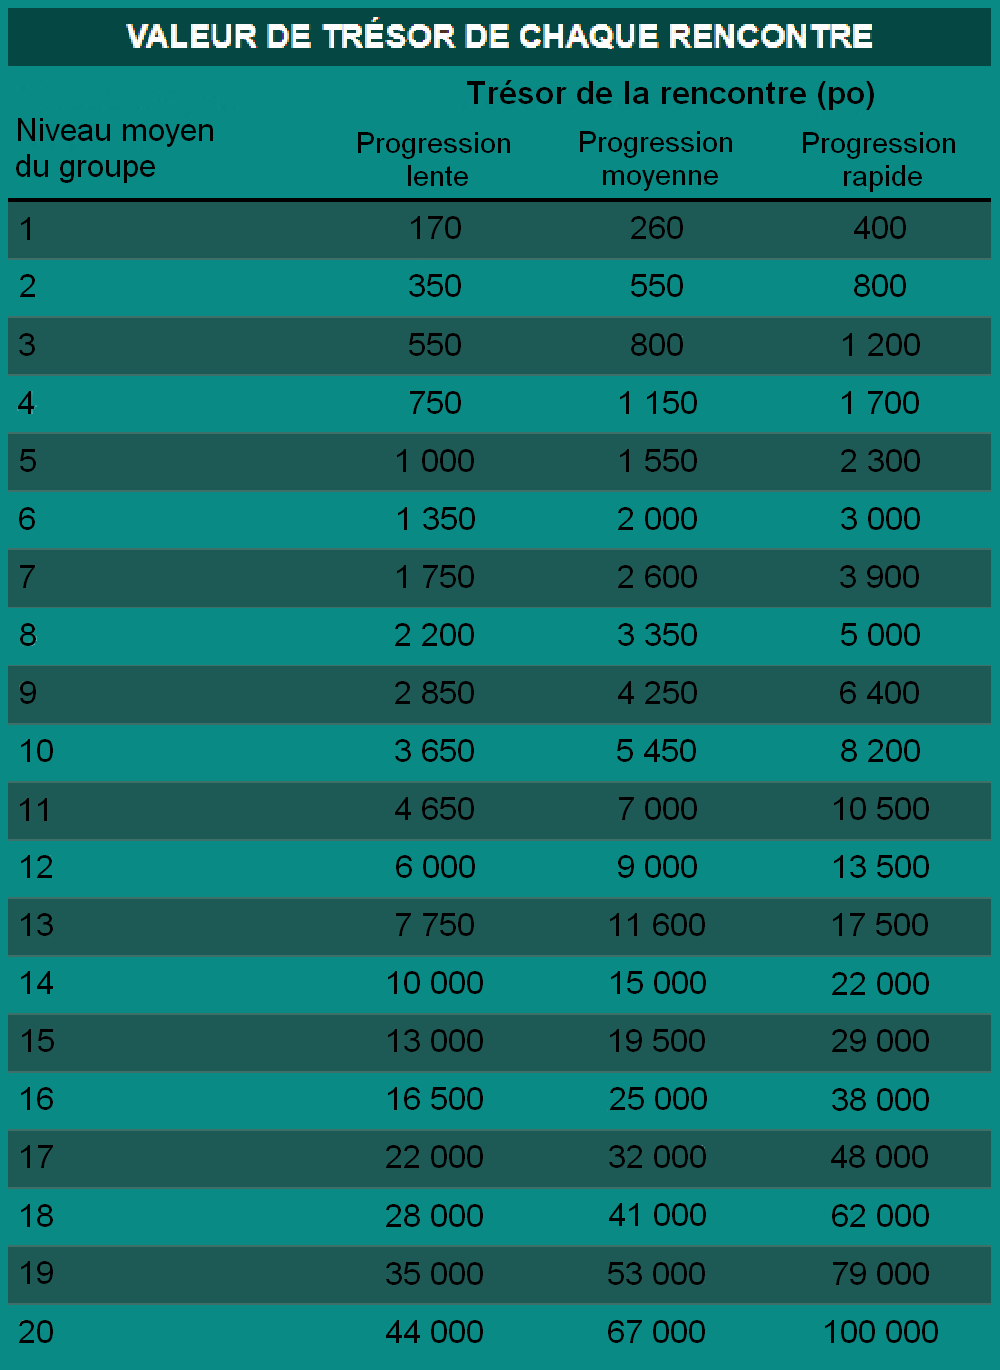 VALEUR DE TRÉSOR DE CHAQUE RENCONTRE
Trésor de la rencontre (po)
Niveau moyen
du groupe
Progression
lente
Progression
moyenne
Progression
rapide
1 170 260 400
2 350 550 800
3 550 800 1 200
4 750 1 150 1 700
5 1 000 1 550 2 300
6 1 350 2 000 3 000
7 1 750 2 600 3 900
8 2 200 3 350 5 000
9 2 850 4 250 6 400
10 3 650 5 450 8 200
11 4 650 7 000 10 500
12 6 000 9 000 13 500
13 7 750 11 600 17 500
14 10 000 15 000 22 000
15 13 000 19 500 29 000
16 16 500 25 000 38 000
17 22 000 32 000 48 000
18 28 000 41 000 62 000
19 35 000 53 000 79 000
20 44 000 67 000 100 000